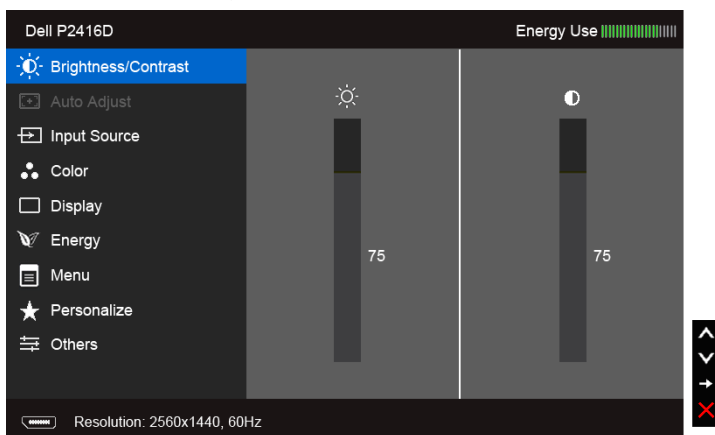 Dell P2416D
Energy Use
Brightness/Contrast
Auto Adjust
Input Source
Color
Display
Energy
Menu
Personalize
Others
75
75
Resolution: 2560x1440, 60Hz